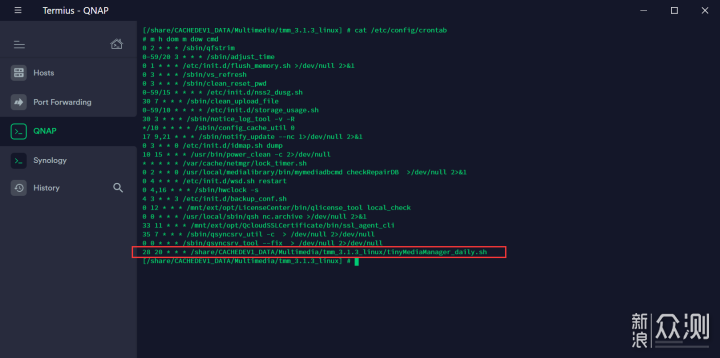 Termius - QNAP
Hosts
Port Forwarding
QNAP
Synology
History
[/share/CACHEDEV1_DATA/Multimedia/tmm_3.1.3_linux] # cat /etc/config/crontab
# m h dom m dow cmd
0 2 * * * /sbin/qfstrim
0-59/20 3 * * * /sbin/adjust_time
0 1 * * * /etc/init.d/flush_memory.sh >/dev/null 2>&1
0 3 * * * /sbin/vs_refresh
0 3 * * * /sbin/clean_reset_pwd
0-59/15 * * * * /etc/init.d/nss2_dusg.sh
30 7 * * * /sbin/clean_upload_file
0-59/10 * * * * /etc/init.d/storage_usage.sh
30 3 * * * /sbin/notice_log_tool -v -R
*/10 * * * * /sbin/config_cache_util 0
17 9,21 * * * /sbin/notify_update --nc 1>/dev/null 2>&1
0 3 * * 0 /etc/init.d/idmap.sh dump
10 15 * * * /usr/bin/power_clean -c 2>/dev/null
* * * * * /var/cache/netmgr/lock_timer.sh
0 2 * * 0 /usr/local/medialibrary/bin/mymediadbcmd checkRepairDB >/dev/null 2>&1
0 4 * * * /etc/init.d/wsd.sh restart
0 4,16 * * * /sbin/hwclock -s
4 3 * * 3 /etc/init.d/backup_conf.sh
0 12 * * * /mnt/ext/opt/LicenseCenter/bin/qlicense_tool local_check
0 0 * * * /usr/local/sbin/qsh nc.archive >/dev/null 2>&1
33 11 * * * /mnt/ext/opt/QcloudSSLCertificate/bin/ssl_agent_cli
35 7 * * * /sbin/qsyncsrv_util -c > /dev/null 2>/dev/null
0 0 * * * /sbin/qsyncsrv_tool --fix > /dev/null 2>/dev/null
20 20 * * * /share/CACHEDEV1_DATA/Multimedia/tmm_3.1.3_linux/tinyMediaManager_daily.sh
[/share/CACHEDEV1_DATA/Multimedia/tmm_3.1.3_linux] #
新浪
众测